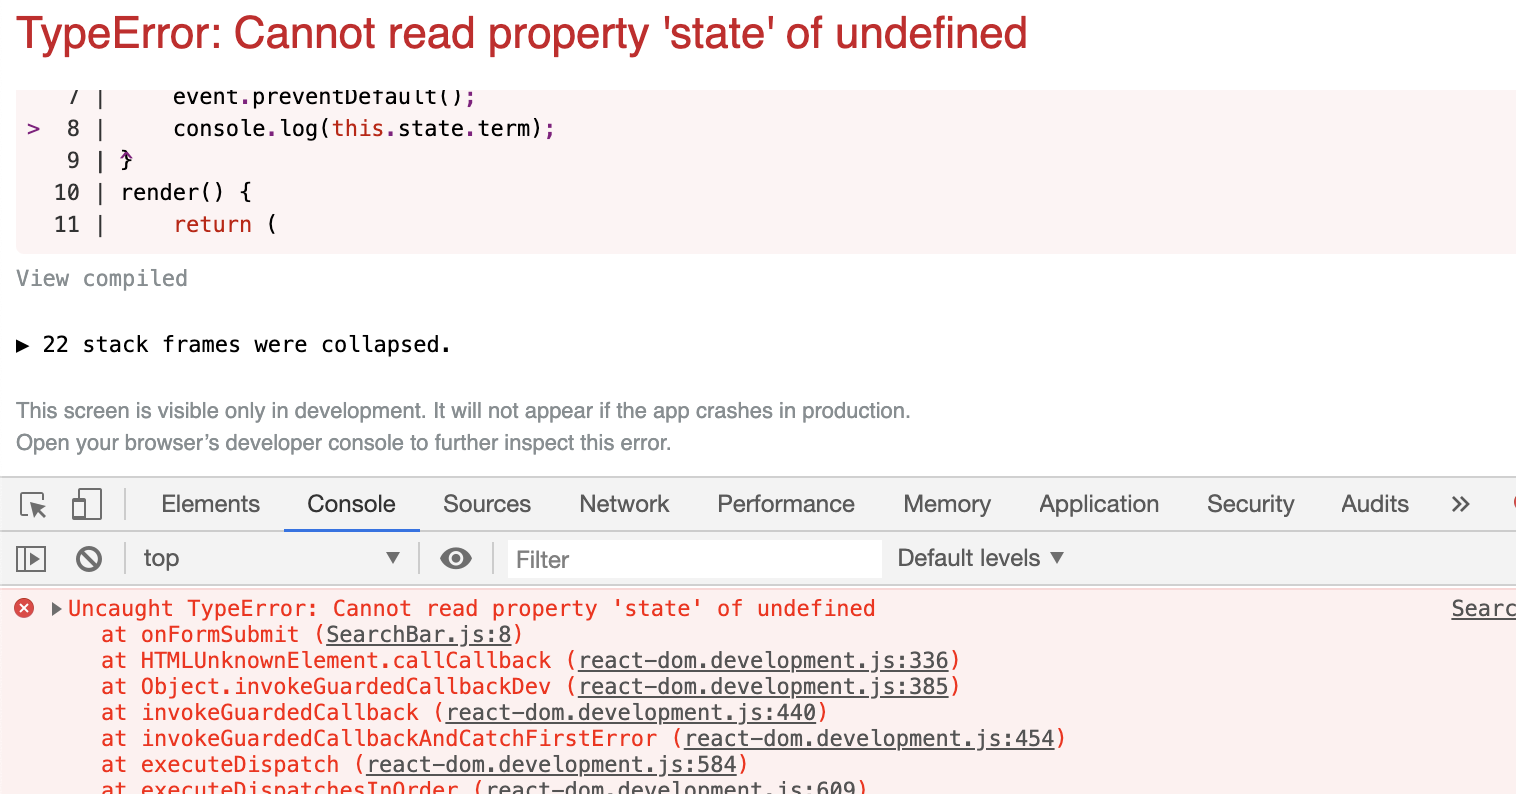 TypeError: Cannot read property 'state' of undefined
7 | event.preventDefault();
> 8 | console.log(this.state.term);
9 | }
10 | render() {
11 | return (
View compiled
▶ 22 stack frames were collapsed.
This screen is visible only in development. It will not appear if the app crashes in production.
Open your browser’s developer console to further inspect this error.
Elements Console Sources Network Performance Memory Application Security Audits »
top ▼ Filter Default levels ▼
▶Uncaught TypeError: Cannot read property 'state' of undefined Searc
at onFormSubmit (SearchBar.js:8)
at HTMLUnknownElement.callCallback (react-dom.development.js:336)
at Object.invokeGuardedCallbackDev (react-dom.development.js:385)
at invokeGuardedCallback (react-dom.development.js:440)
at invokeGuardedCallbackAndCatchFirstError (react-dom.development.js:454)
at executeDispatch (react-dom.development.js:584)
at executeDispatchesInOrder (react-dom.development.js:609)